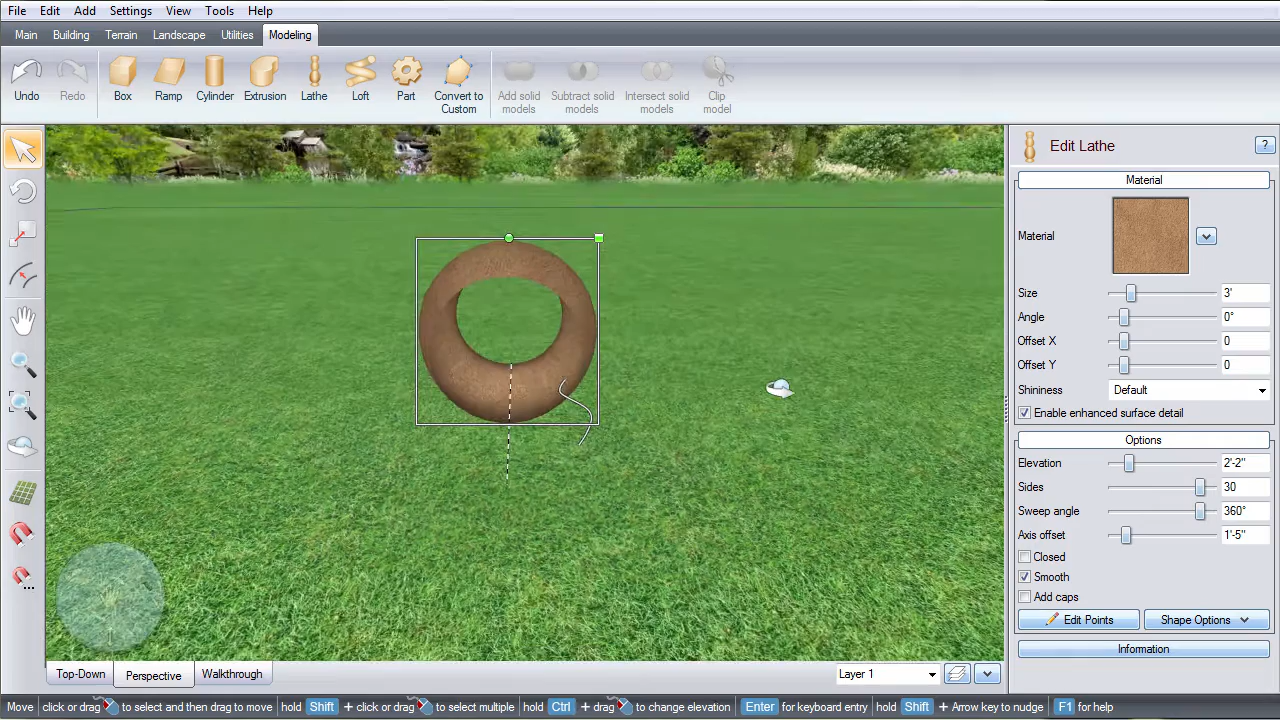 File Edit Add Settings View Tools Help
Main Building Terrain Landscape Utilities Modeling
Undo Redo Box Ramp Cylinder Extrusion Lathe Loft Part Convert to Custom Add solid models Subtract solid models Intersect solid models Clip model
Edit Lathe ?
Material
Material
Size 3'
Angle 0°
Offset X 0
Offset Y 0
Shininess Default
Enable enhanced surface detail
Options
Elevation 2'-2"
Sides 30
Sweep angle 360°
Axis offset 1'-5"
Closed
Smooth
Add caps
Edit Points Shape Options
Information
Top-Down Perspective Walkthrough Layer 1
Move click or drag to select and then drag to move hold Shift + click or drag to select multiple hold Ctrl + drag to change elevation Enter for keyboard entry hold Shift + Arrow key to nudge F1 for help